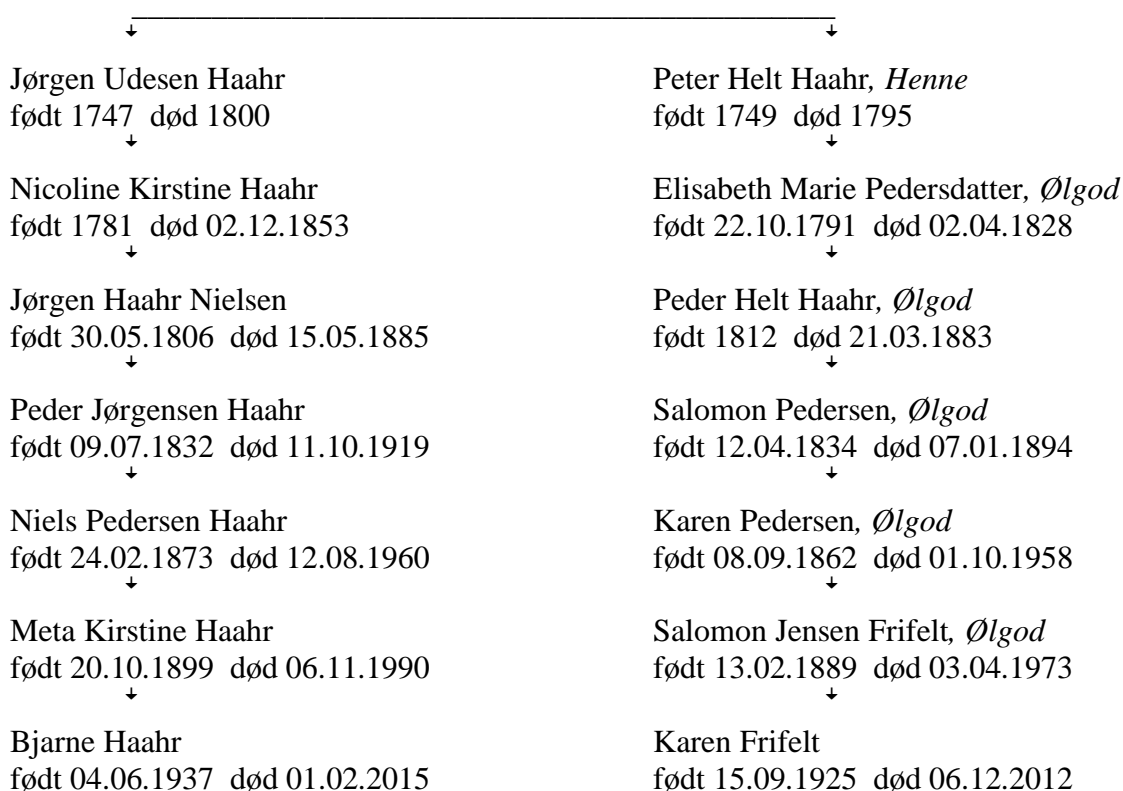 Jørgen Udesen Haahr
født 1747 død 1800
Nicoline Kirstine Haahr
født 1781 død 02.12.1853
Jørgen Haahr Nielsen
født 30.05.1806 død 15.05.1885
Peder Jørgensen Haahr
født 09.07.1832 død 11.10.1919
Niels Pedersen Haahr
født 24.02.1873 død 12.08.1960
Meta Kirstine Haahr
født 20.10.1899 død 06.11.1990
Bjarne Haahr
født 04.06.1937 død 01.02.2015
Peter Helt Haahr, Henne
født 1749 død 1795
Elisabeth Marie Pedersdatter, Ølgod
født 22.10.1791 død 02.04.1828
Peder Helt Haahr, Ølgod
født 1812 død 21.03.1883
Salomon Pedersen, Ølgod
født 12.04.1834 død 07.01.1894
Karen Pedersen, Ølgod
født 08.09.1862 død 01.10.1958
Salomon Jensen Frifelt, Ølgod
født 13.02.1889 død 03.04.1973
Karen Frifelt
født 15.09.1925 død 06.12.2012